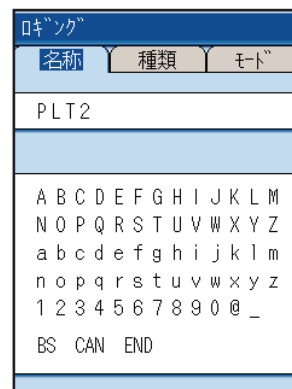 ロギング
名称 種類 モード
PLT2
A B C D E F G H I J K L M
N O P Q R S T U V W X Y Z
a b c d e f g h i j k l m
n o p q r s t u v w x y z
1 2 3 4 5 6 7 8 9 0 @ _
BS CAN END